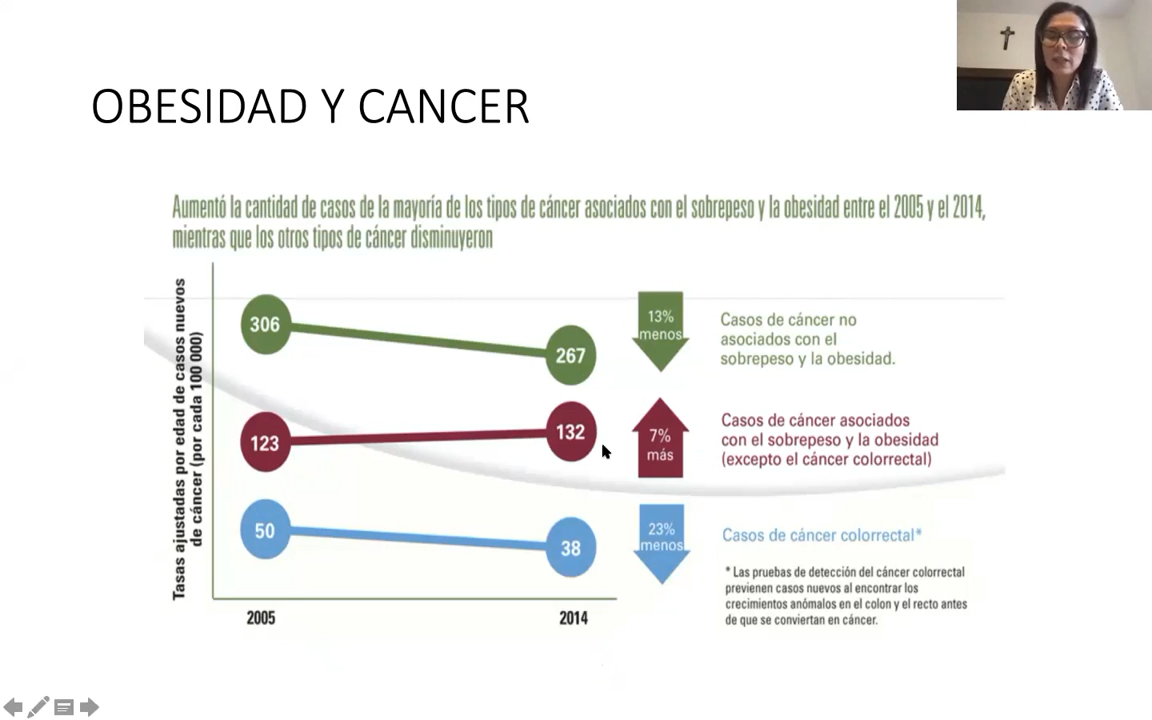 OBESIDAD Y CANCER
Aumentó la cantidad de casos de la mayoría de los tipos de cáncer asociados con el sobrepeso y la obesidad entre el 2005 y el 2014,
mientras que los otros tipos de cáncer disminuyeron
Tasas ajustadas por edad de casos nuevos
de cáncer (por cada 100 000)
306
267
13%
menos
Casos de cáncer no
asociados con el
sobrepeso y la obesidad.
123
132
7%
más
Casos de cáncer asociados
con el sobrepeso y la obesidad
(excepto el cáncer colorrectal)
50
38
23%
menos
Casos de cáncer colorrectal*
* Las pruebas de detección del cáncer colorrectal
previenen casos nuevos al encontrar los
crecimientos anómalos en el colon y el recto antes
de que se conviertan en cáncer.
2005
2014